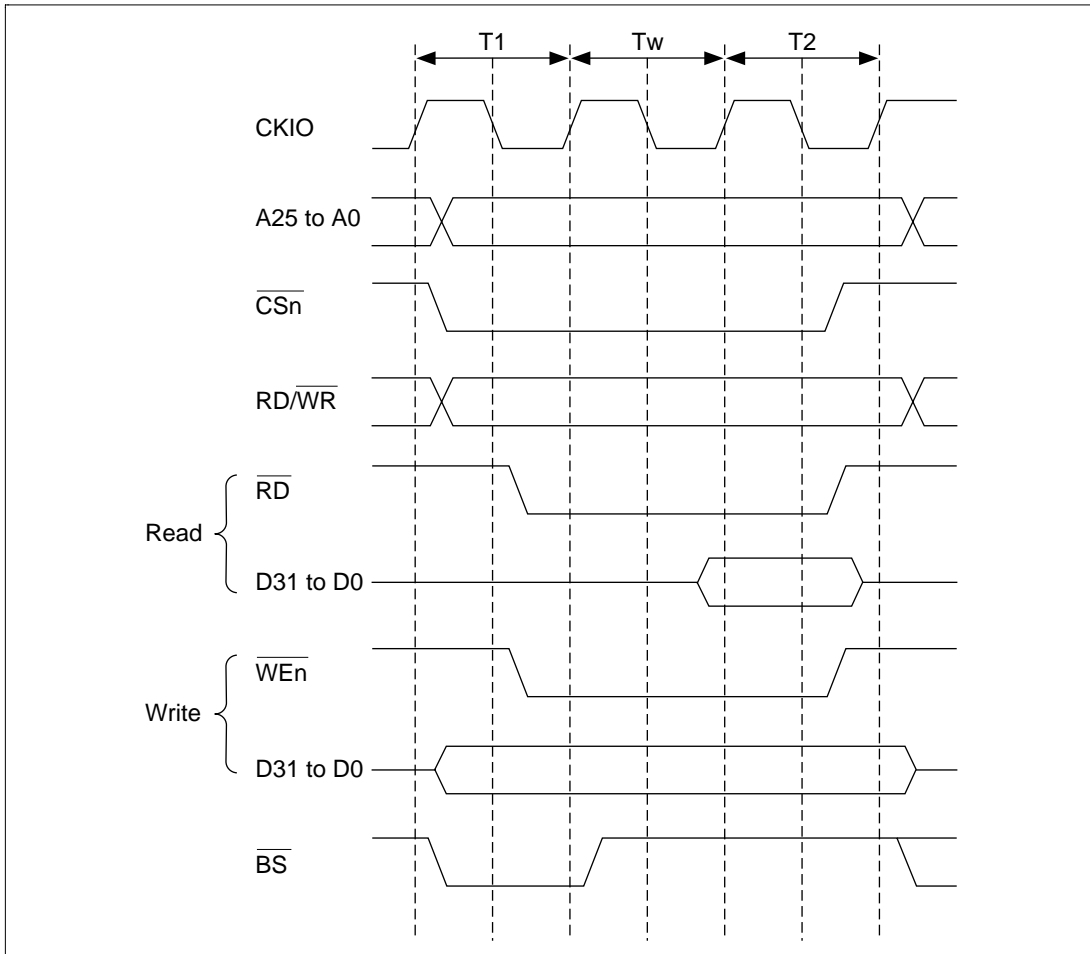 T1 Tw T2
CKIO
A25 to A0
CSn
RD/WR
RD
Read
D31 to D0
WEn
Write
D31 to D0
BS